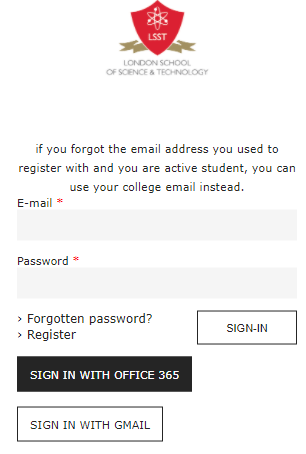 LSST
LONDON SCHOOL
OF SCIENCE & TECHNOLOGY
if you forgot the email address you used to
register with and you are active student, you can
use your college email instead.
E-mail *
Password *
› Forgotten password?
› Register
SIGN-IN
SIGN IN WITH OFFICE 365
SIGN IN WITH GMAIL